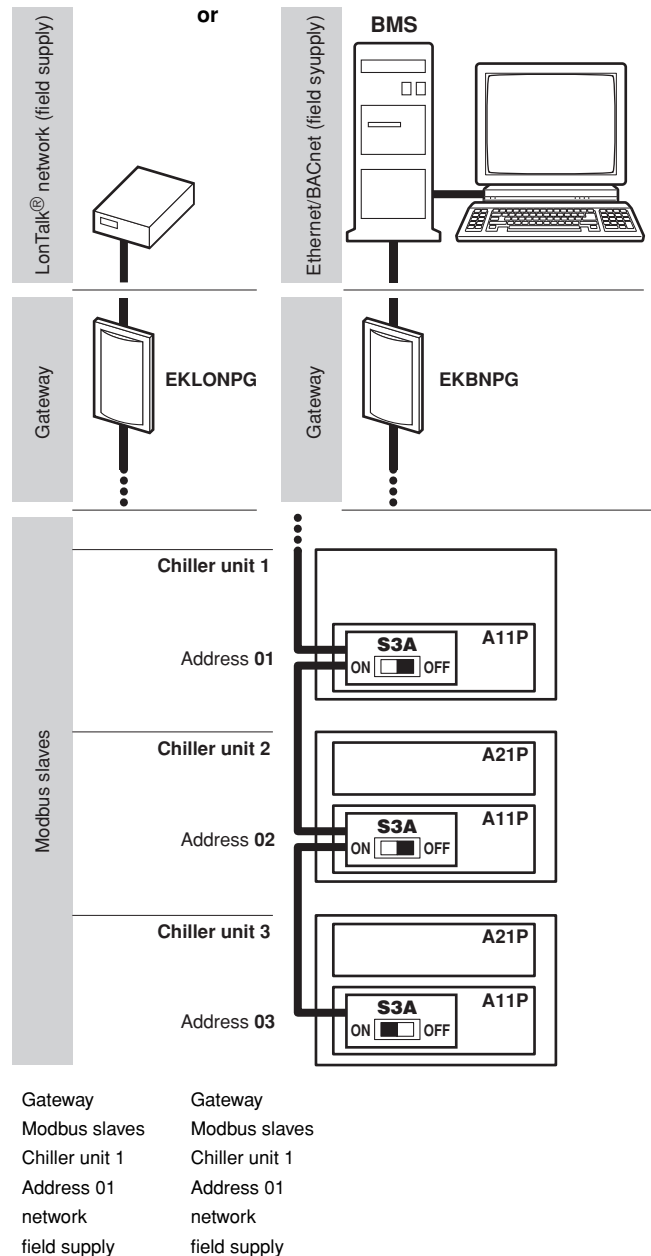 or
LonTalk® network (field supply)
BMS
Ethernet/BACnet (field syupply)
Gateway
EKLONPG
Gateway
EKBNPG
Modbus slaves
Chiller unit 1
Address 01
A11P
S3A
ON OFF
Chiller unit 2
A21P
Address 02
A11P
S3A
ON OFF
Chiller unit 3
A21P
Address 03
A11P
S3A
ON OFF
Gateway Gateway
Modbus slaves Modbus slaves
Chiller unit 1 Chiller unit 1
Address 01 Address 01
network network
field supply field supply